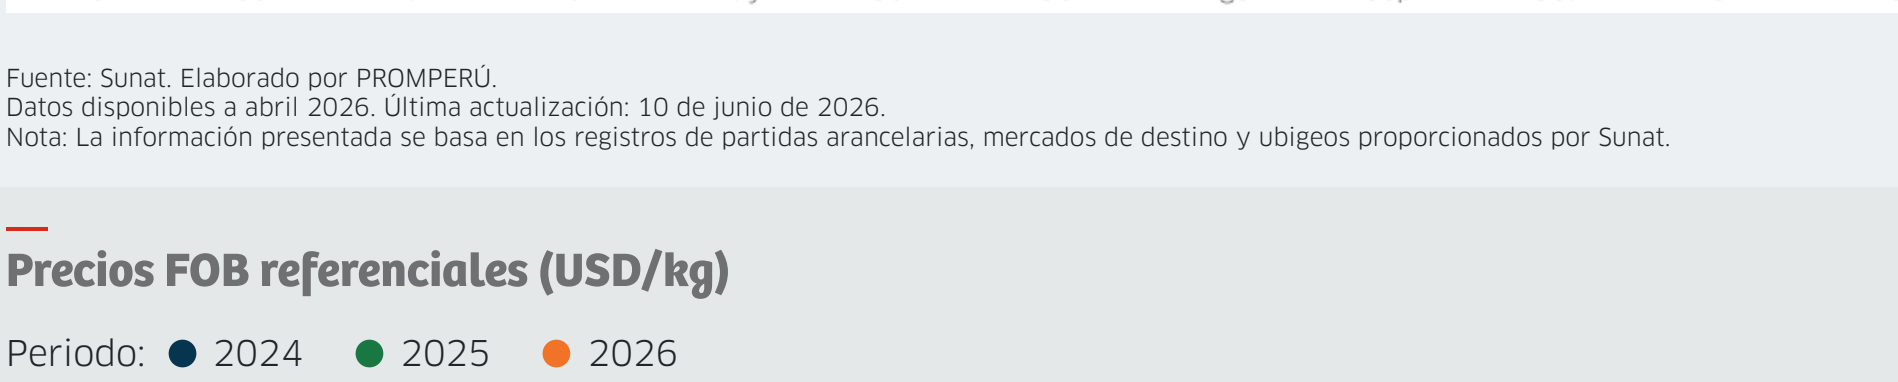 Fuente: Sunat. Elaborado por PROMPERÚ.
Datos disponibles a abril 2026. Última actualización: 10 de junio de 2026.
Nota: La información presentada se basa en los registros de partidas arancelarias, mercados de destino y ubigeos proporcionados por Sunat.
Precios FOB referenciales (USD/kg)
Periodo: 2024 2025 2026